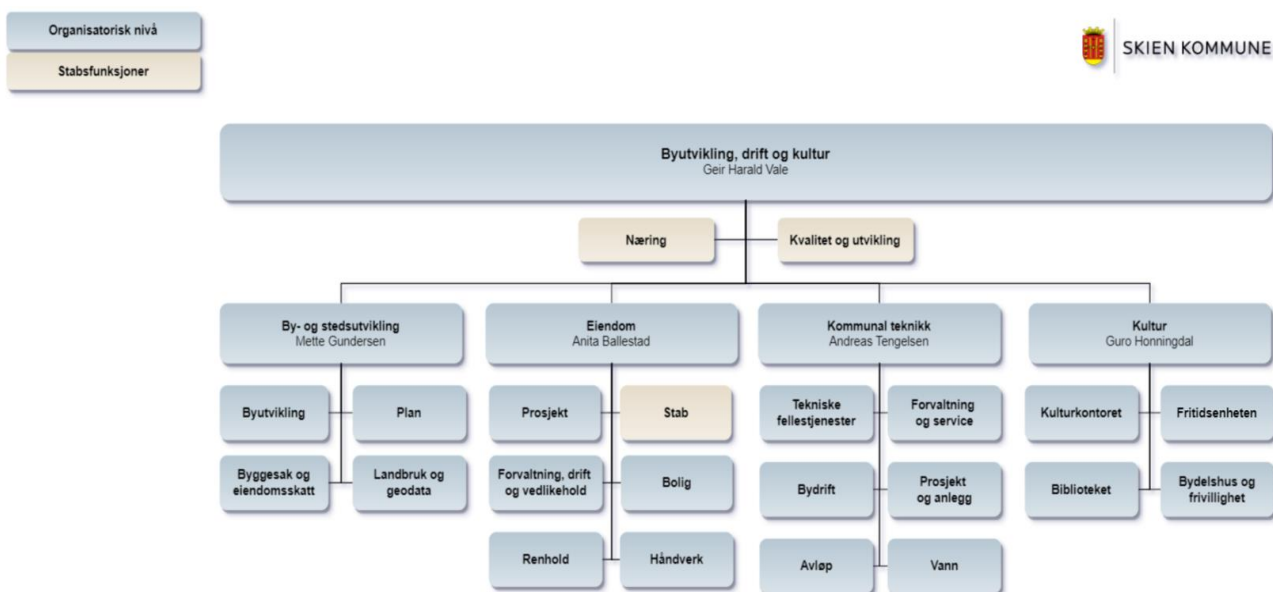 Organisatorisk nivå
Stabsfunksjoner
SKIEN KOMMUNE
Byutvikling, drift og kultur
Geir Harald Vale
Næring
Kvalitet og utvikling
By- og stedsutvikling
Mette Gundersen
Eiendom
Anita Ballestad
Kommunal teknikk
Andreas Tengelsen
Kultur
Guro Honningdal
Byutvikling
Plan
Byggesak og
eiendomsskatt
Landbruk og
geodata
Prosjekt
Stab
Forvaltning, drift
og vedlikehold
Bolig
Renhold
Håndverk
Tekniske
fellestjenester
Forvaltning
og service
Bydrift
Prosjekt
og anlegg
Avløp
Vann
Kulturkontoret
Fritidsenheten
Biblioteket
Bydelshus og
frivillighet